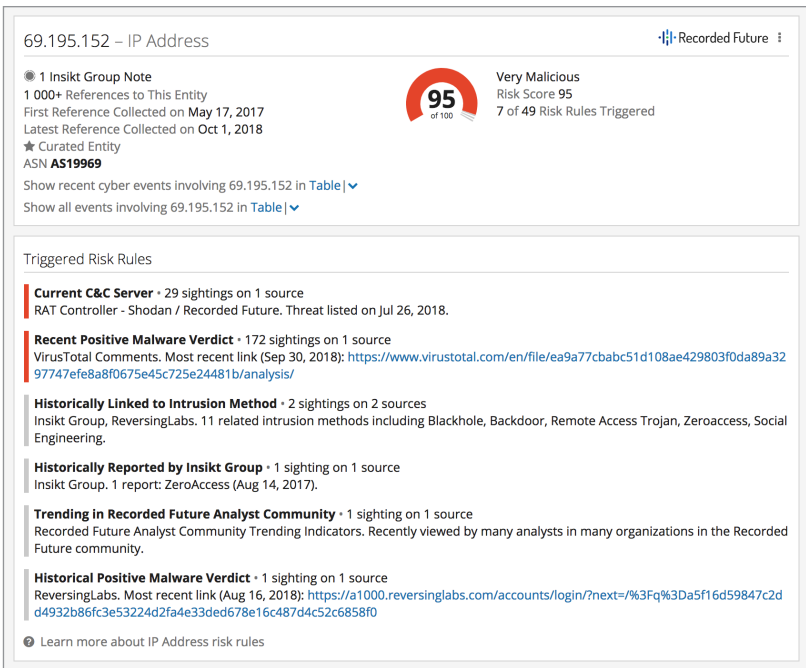 69.195.152 – IP Address
Recorded Future
1 Insikt Group Note
1 000+ References to This Entity
First Reference Collected on May 17, 2017
Latest Reference Collected on Oct 1, 2018
Curated Entity
ASN AS19969
Show recent cyber events involving 69.195.152 in Table|
Show all events involving 69.195.152 in Table|
95
of 100
Very Malicious
Risk Score 95
7 of 49 Risk Rules Triggered
Triggered Risk Rules
Current C&C Server • 29 sightings on 1 source
RAT Controller - Shodan / Recorded Future. Threat listed on Jul 26, 2018.
Recent Positive Malware Verdict • 172 sightings on 1 source
VirusTotal Comments. Most recent link (Sep 30, 2018): https://www.virustotal.com/en/file/ea9a77cbabc51d108ae429803f0da89a32
97747efe8a8f0675e45c725e24481b/analysis/
Historically Linked to Intrusion Method • 2 sightings on 2 sources
Insikt Group, ReversingLabs. 11 related intrusion methods including Blackhole, Backdoor, Remote Access Trojan, Zeroaccess, Social
Engineering.
Historically Reported by Insikt Group • 1 sighting on 1 source
Insikt Group. 1 report: ZeroAccess (Aug 14, 2017).
Trending in Recorded Future Analyst Community • 1 sighting on 1 source
Recorded Future Analyst Community Trending Indicators. Recently viewed by many analysts in many organizations in the Recorded
Future community.
Historical Positive Malware Verdict • 1 sighting on 1 source
ReversingLabs. Most recent link (Aug 16, 2018): https://a1000.reversinglabs.com/accounts/login/?next=/%3Fq%3Da5f16d59847c2d
d4932b86fc3e53224d2fa4e33ded678e16c487d4c52c6858f0
Learn more about IP Address risk rules